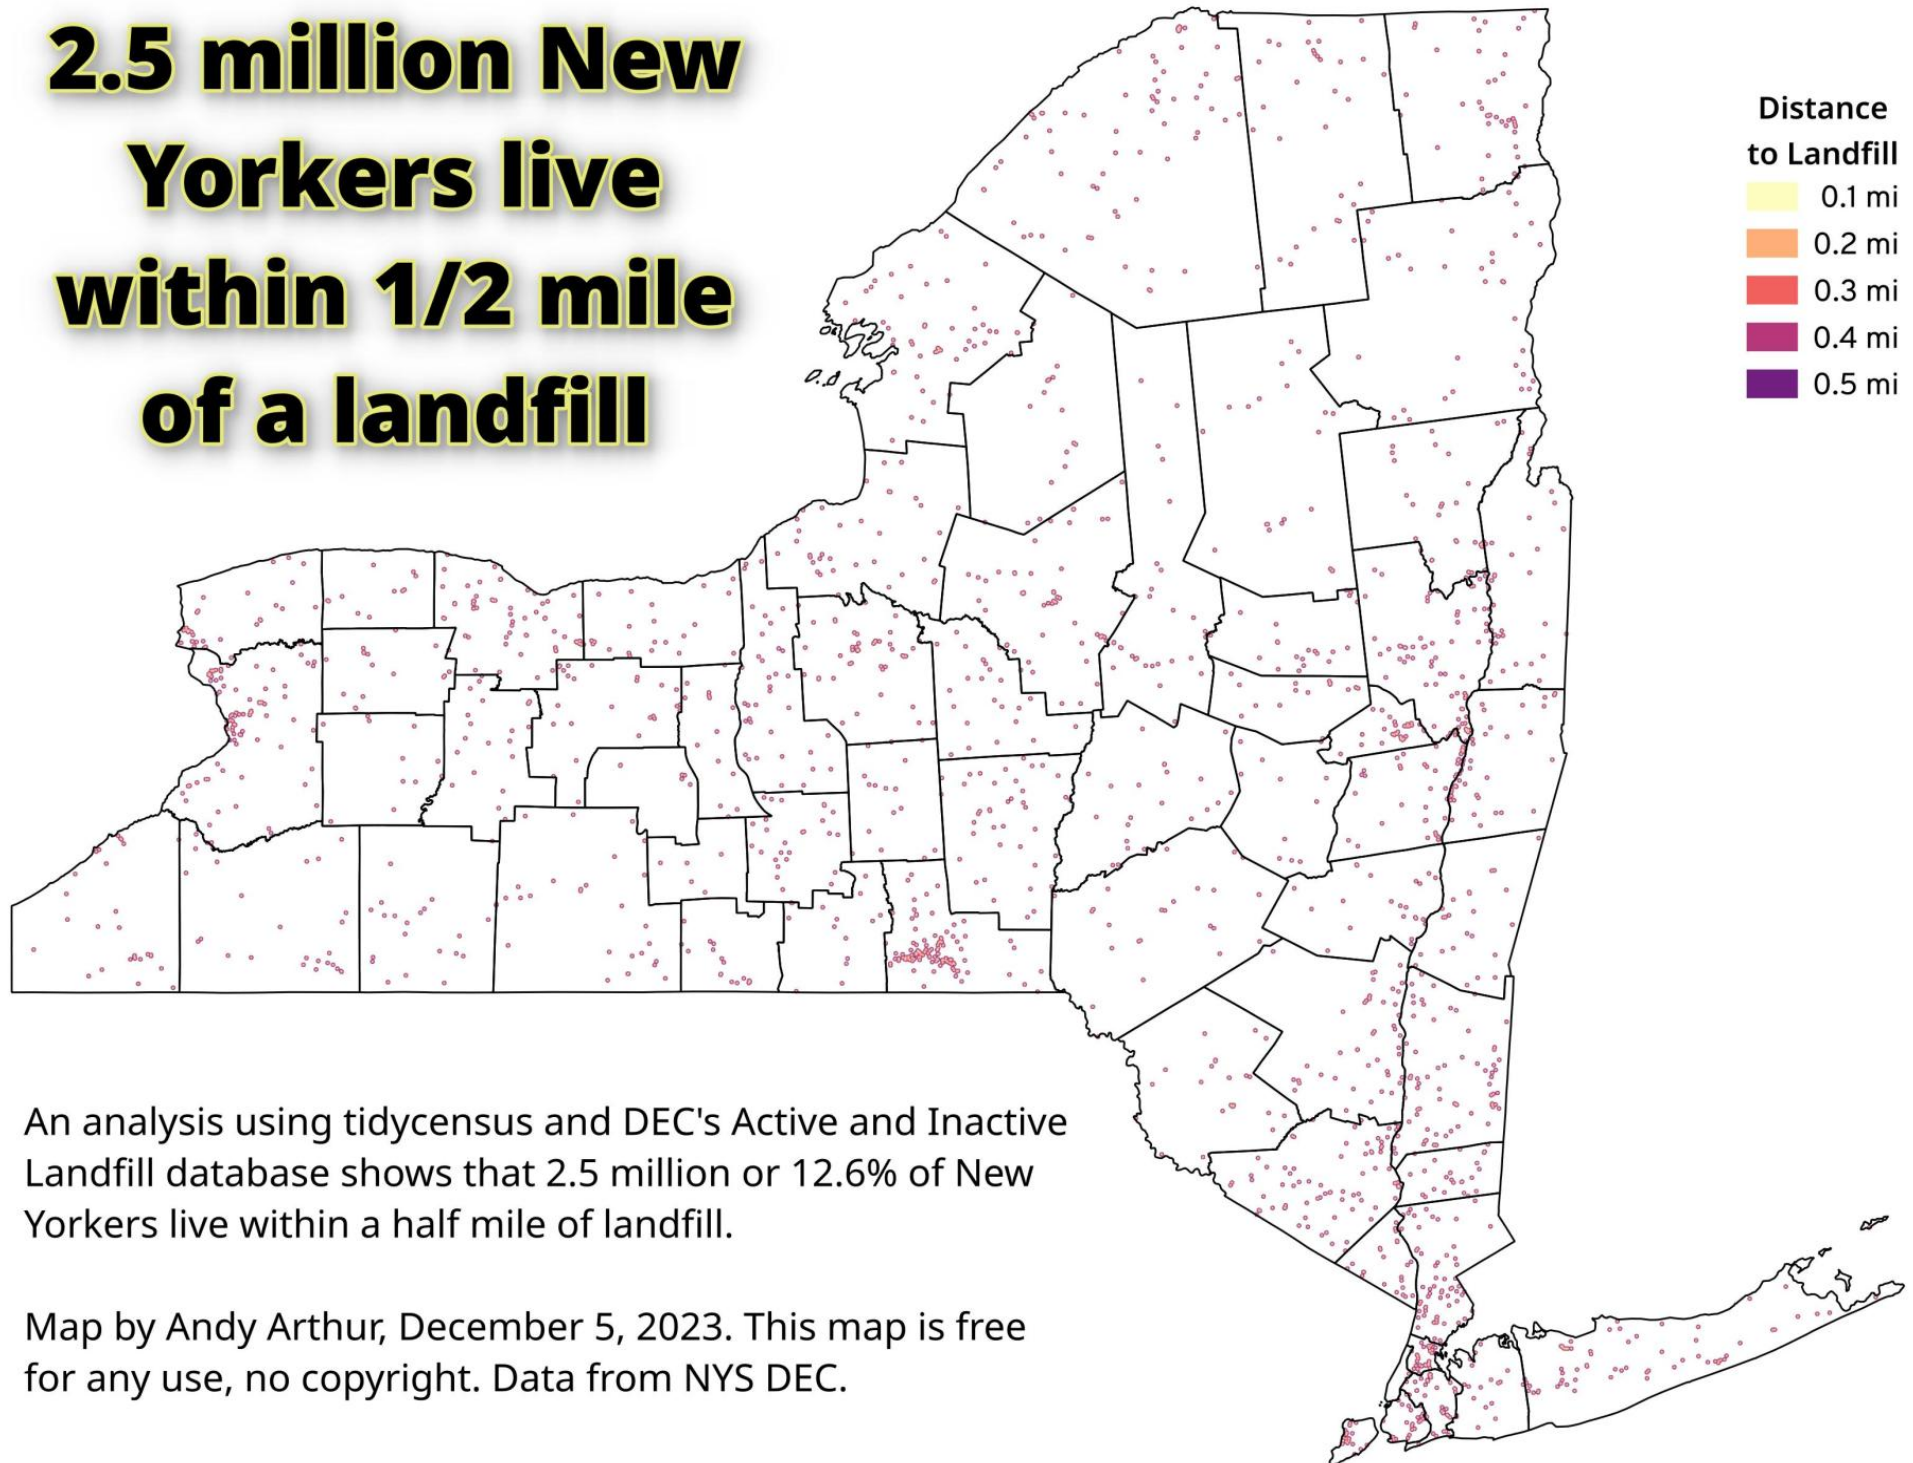 2.5 million New
Yorkers live
within 1/2 mile
of a landfill
Distance
to Landfill
0.1 mi
0.2 mi
0.3 mi
0.4 mi
0.5 mi
An analysis using tidycensus and DEC's Active and Inactive
Landfill database shows that 2.5 million or 12.6% of New
Yorkers live within a half mile of landfill.
Map by Andy Arthur, December 5, 2023. This map is free
for any use, no copyright. Data from NYS DEC.